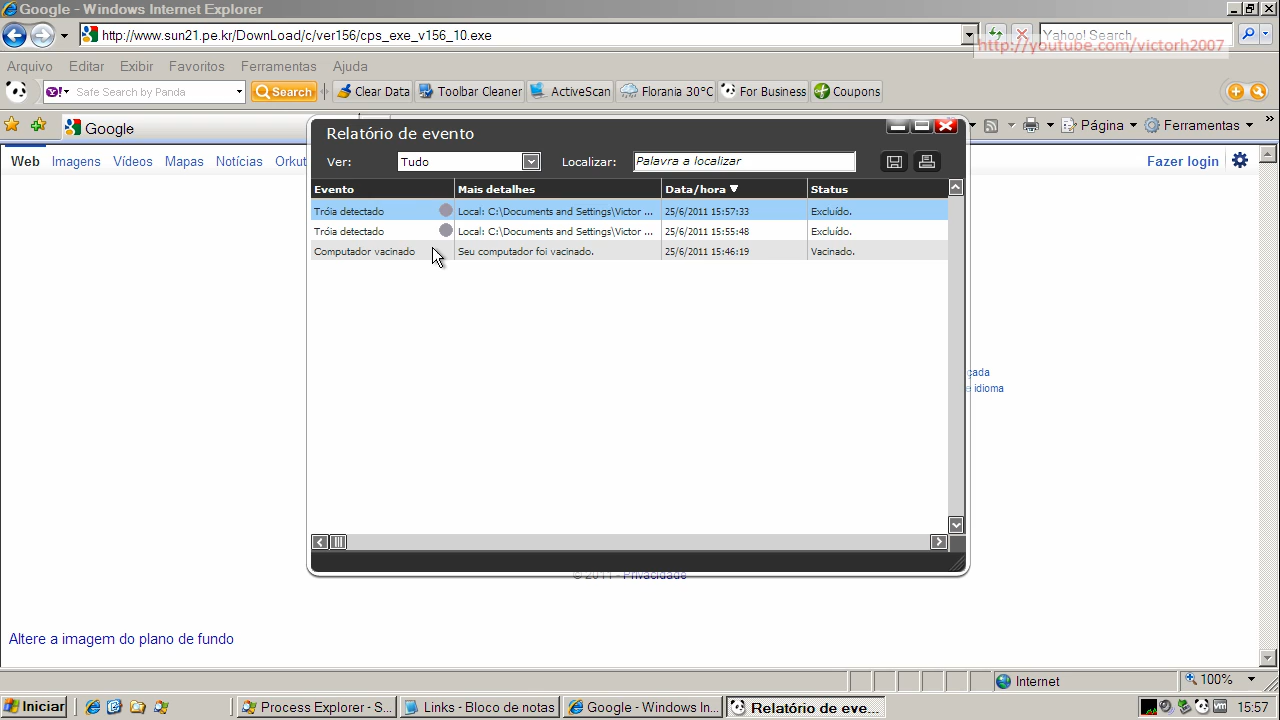 Google - Windows Internet Explorer
http://www.sun21.pe.kr/DownLoad/c/ver156/cps_exe_v156_10.exe
Yahoo! Search
http://youtube.com/victorh2007
Arquivo Editar Exibir Favoritos Ferramentas Ajuda
Y! Safe Search by Panda Search Clear Data Toolbar Cleaner ActiveScan Florania 30°C For Business Coupons
Google Página Ferramentas
Relatório de evento
Web Imagens Vídeos Mapas Notícias Orkut Fazer login
Ver: Tudo Localizar: Palavra a localizar
Evento Mais detalhes Data/hora Status
Tróia detectado Local: C:\Documents and Settings\Victor ... 25/6/2011 15:57:33 Excluído.
Tróia detectado Local: C:\Documents and Settings\Victor ... 25/6/2011 15:55:48 Excluído.
Computador vacinado Seu computador foi vacinado. 25/6/2011 15:46:19 Vacinado.
çada
e idioma
© 2011 - Privacidade
Altere a imagem do plano de fundo
Internet 100%
Iniciar Process Explorer - S... Links - Bloco de notas Google - Windows In... Relatório de eve... 15:57